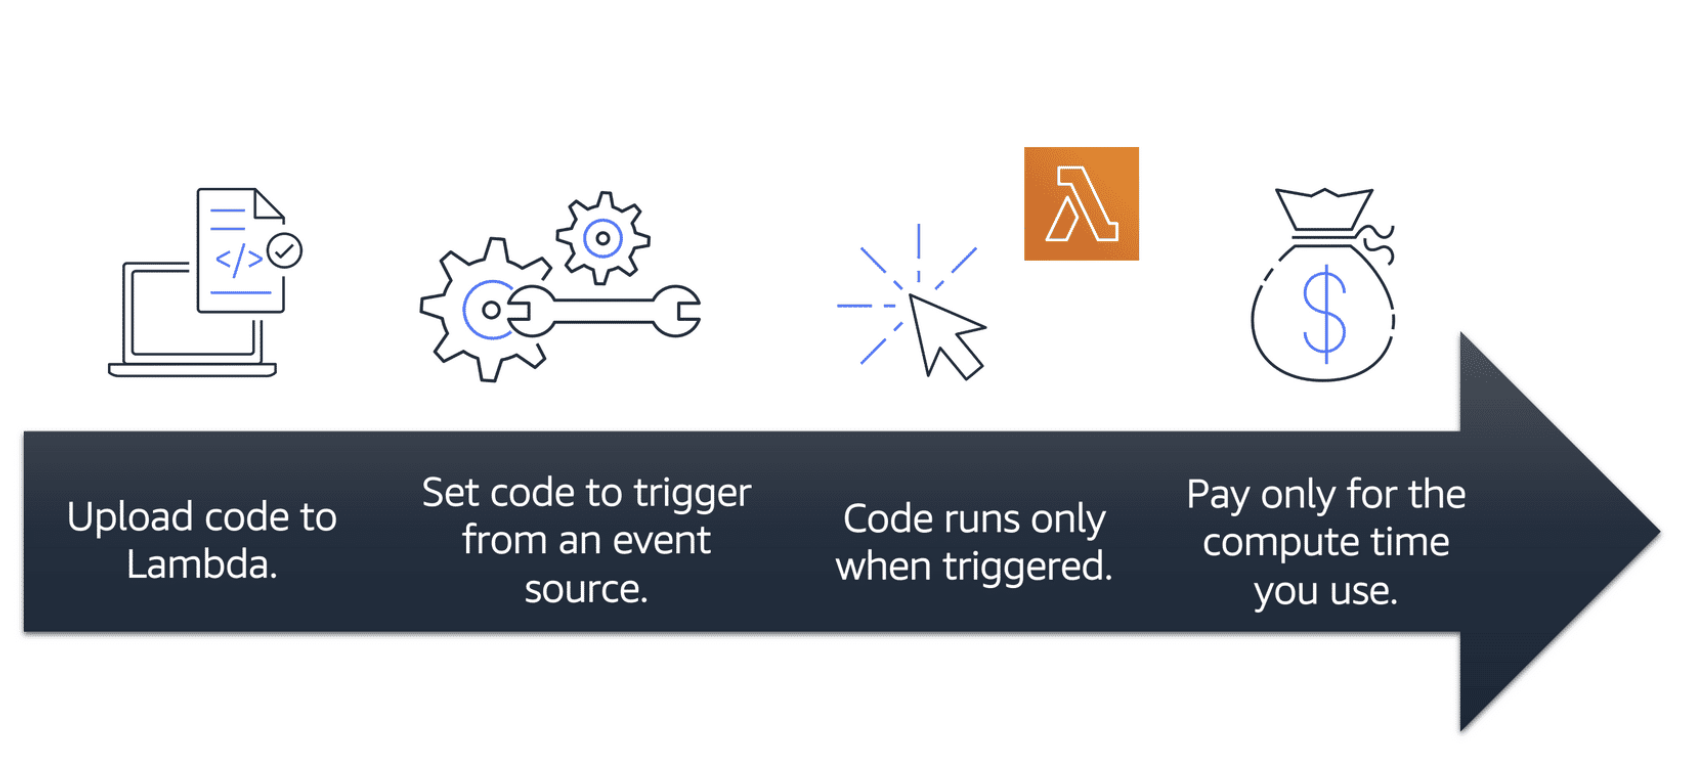 </>
$
Upload code to
Lambda.
Set code to trigger
from an event
source.
Code runs only
when triggered.
Pay only for the
compute time
you use.